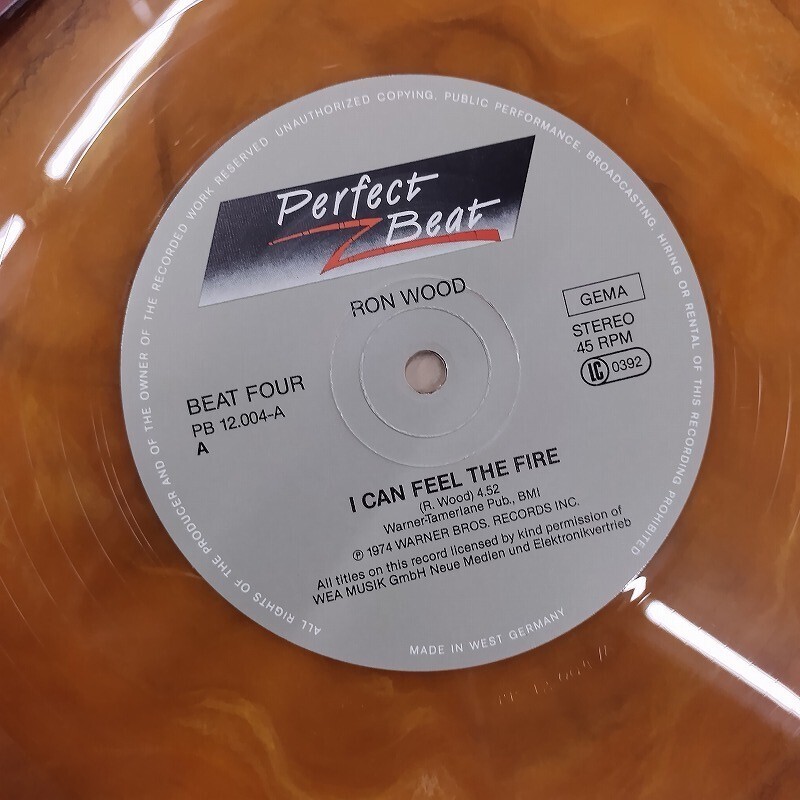 ALL RIGHTS OF THE PRODUCER AND OF THE OWNER OF THE RECORDED WORK RESERVED UNAUTHORIZED COPYING. PUBLIC PERFORMANCE. BROADCASTING. HIRING OR RENTAL OF THIS RECORDING PROHIBITED
Perfect
Beat
RON WOOD
GEMA
STEREO
45 RPM
LC 0392
BEAT FOUR
PB 12.004-A
A
I CAN FEEL THE FIRE
(R. Wood) 4.52
Warner-Tamerlane Pub., BMI
℗ 1974 WARNER BROS. RECORDS INC.
All titles on this record licensed by kind permission of
WEA MUSIK GmbH Neue Medien und Elektronikvertrieb
MADE IN WEST GERMANY